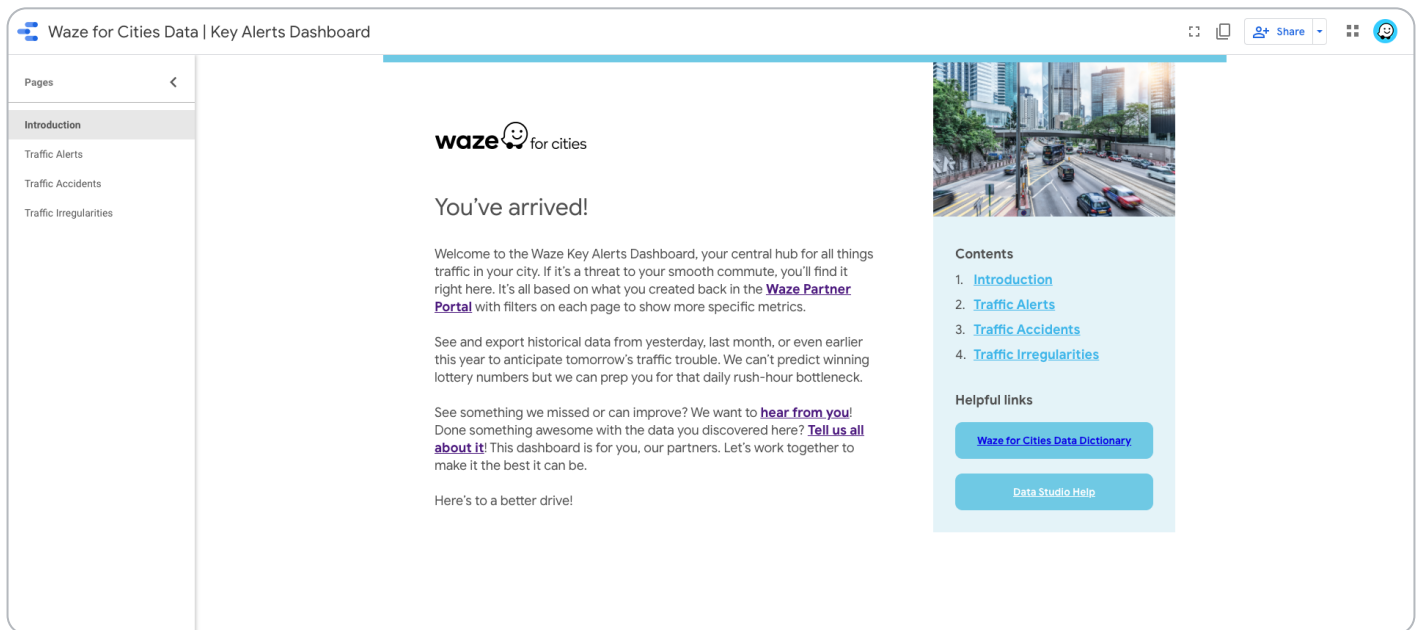 Waze for Cities Data | Key Alerts Dashboard
Share
Pages
Introduction
Traffic Alerts
Traffic Accidents
Traffic Irregularities
waze for cities
You’ve arrived!
Welcome to the Waze Key Alerts Dashboard, your central hub for all things
traffic in your city. If it’s a threat to your smooth commute, you’ll find it
right here. It’s all based on what you created back in the Waze Partner
Portal with filters on each page to show more specific metrics.
See and export historical data from yesterday, last month, or even earlier
this year to anticipate tomorrow’s traffic trouble. We can’t predict winning
lottery numbers but we can prep you for that daily rush-hour bottleneck.
See something we missed or can improve? We want to hear from you!
Done something awesome with the data you discovered here? Tell us all
about it! This dashboard is for you, our partners. Let’s work together to
make it the best it can be.
Here’s to a better drive!
Contents
1. Introduction
2. Traffic Alerts
3. Traffic Accidents
4. Traffic Irregularities
Helpful links
Waze for Cities Data Dictionary
Data Studio Help